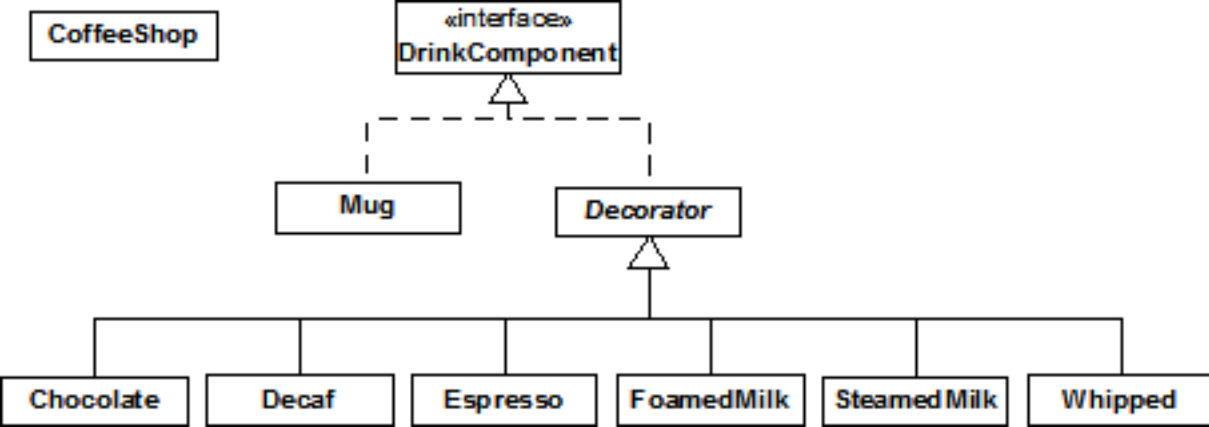 CoffeeShop
«interface»
DrinkComponent
Mug
Decorator
Chocolate
Decaf
Espresso
FoamedMilk
SteamedMilk
Whipped